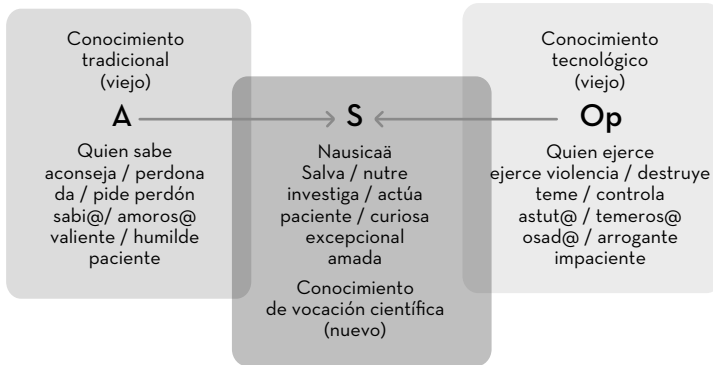 Conocimiento
tradicional
(viejo)
A
Quien sabe
aconseja / perdona
da / pide perdón
sabi@/ amoros@
valiente / humilde
paciente
S
Nausicaä
Salva / nutre
investiga / actúa
paciente / curiosa
excepcional
amada
Conocimiento
de vocación científica
(nuevo)
Conocimiento
tecnológico
(viejo)
Op
Quien ejerce
ejerce violencia / destruye
teme / controla
astut@ / temeros@
osad@ / arrogante
impaciente